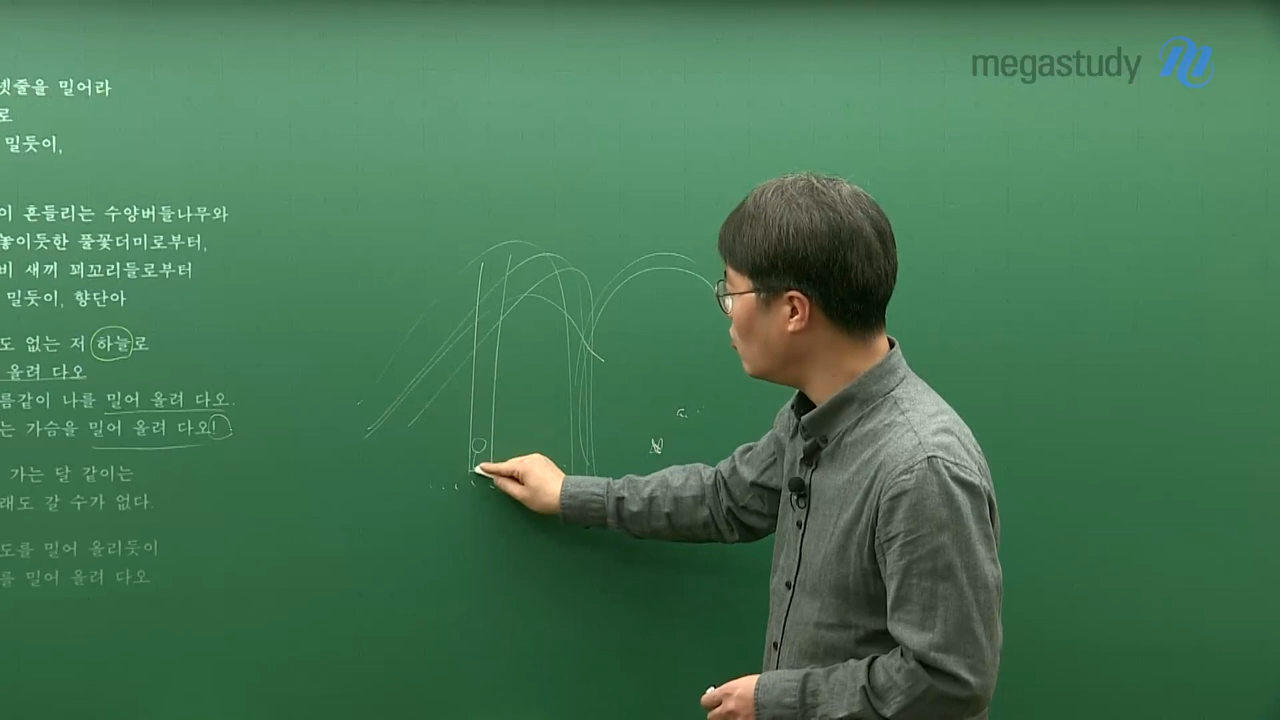 megastudy
넷줄을 밀어라
로
밀듯이,
이 흔들리는 수양버들나무와
놓이듯한 풀꽃더미로부터,
비 새끼 꾀꼬리들로부터
밀듯이, 향단아
도 없는 저 하늘로
올려 다오
름같이 나를 밀어 올려 다오.
는 가슴을 밀어 올려 다오!
가는 달 같이는
래도 갈 수가 없다.
도를 밀어 올리듯이
를 밀어 올려 다오